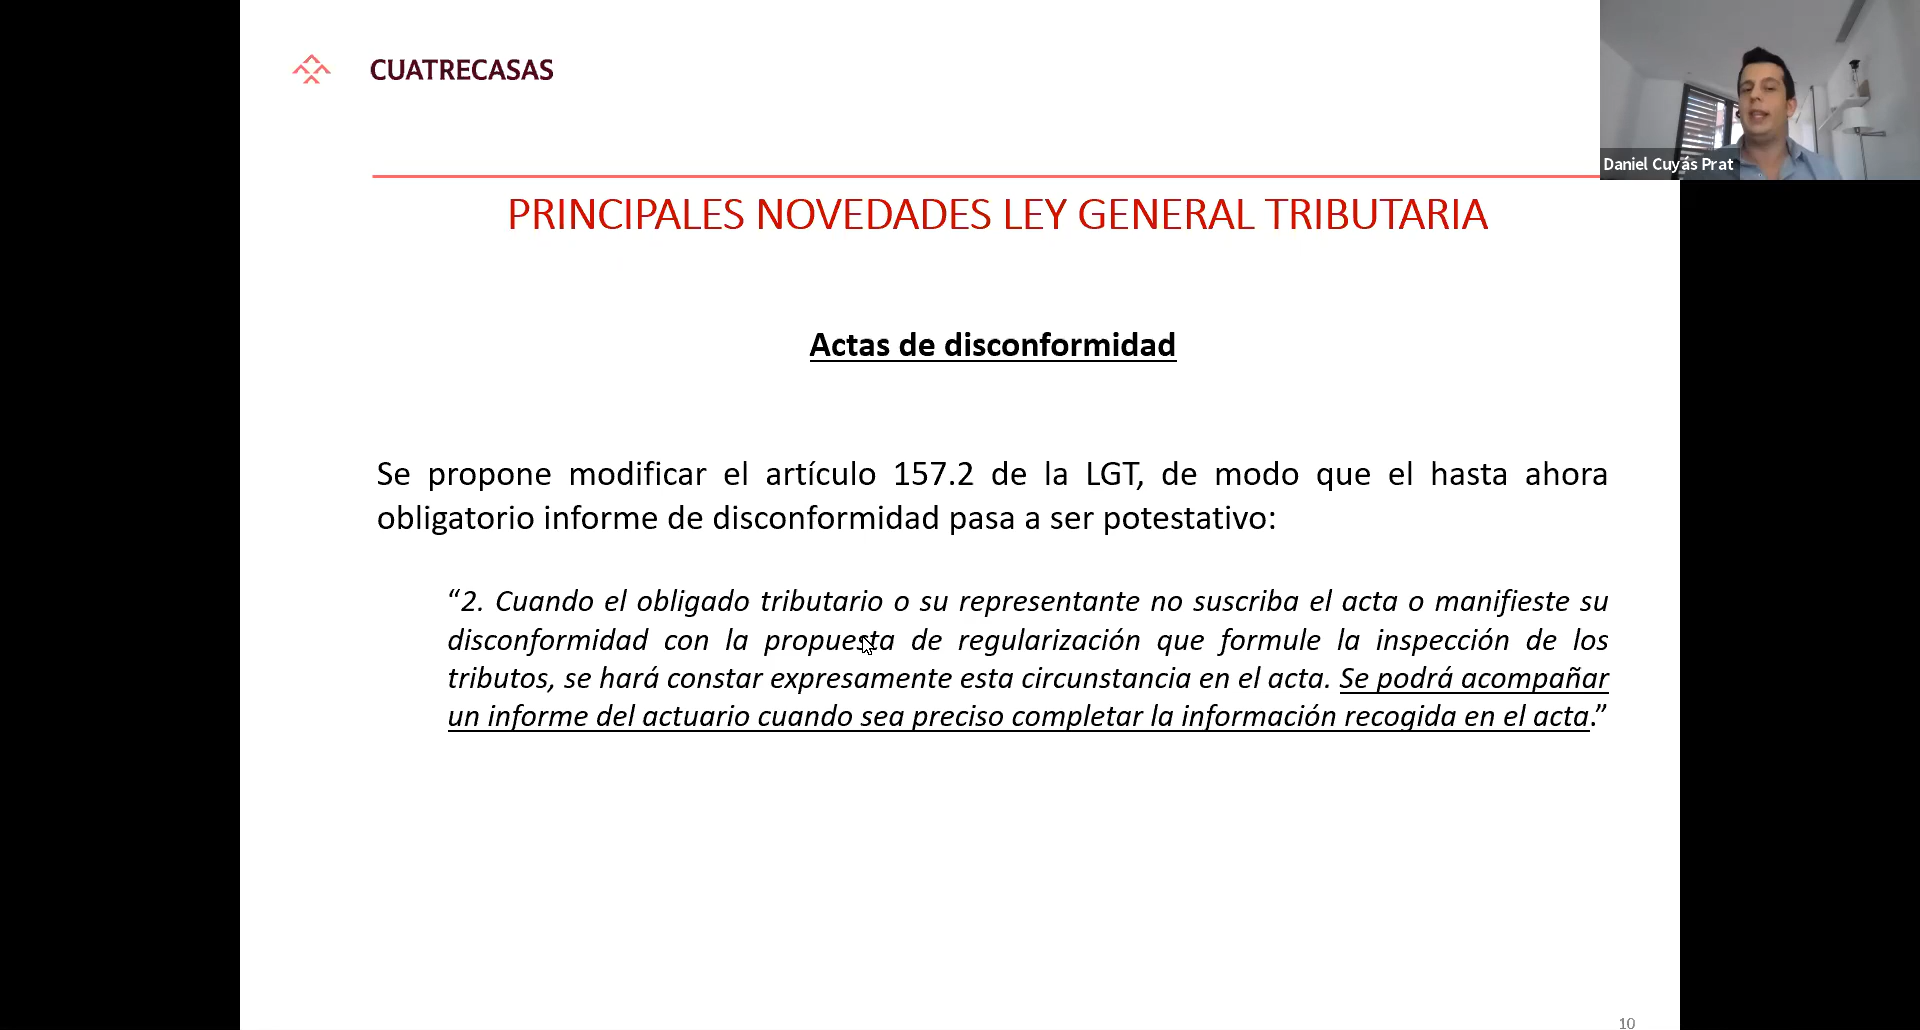 CUATRECASAS
Daniel Cuyás Prat
PRINCIPALES NOVEDADES LEY GENERAL TRIBUTARIA
Actas de disconformidad
Se propone modificar el artículo 157.2 de la LGT, de modo que el hasta ahora
obligatorio informe de disconformidad pasa a ser potestativo:
“2. Cuando el obligado tributario o su representante no suscriba el acta o manifieste su
disconformidad con la propuesta de regularización que formule la inspección de los
tributos, se hará constar expresamente esta circunstancia en el acta. Se podrá acompañar
un informe del actuario cuando sea preciso completar la información recogida en el acta.”
10